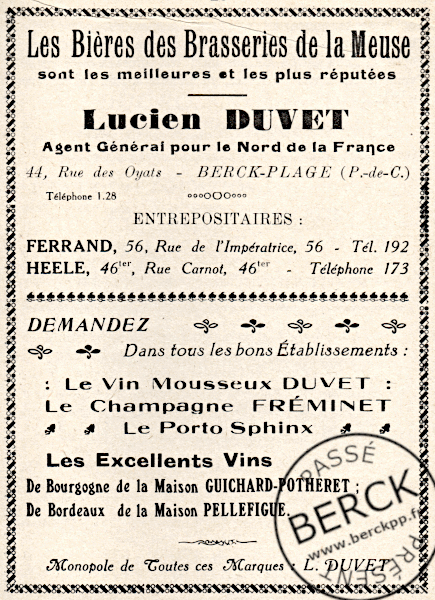 Les Bières des Brasseries de la Meuse
sont les meilleures et les plus réputées
Lucien DUVET
Agent Général pour le Nord de la France
44, Rue des Oyats - BERCK-PLAGE (P.-de-C.)
Téléphone 1.28
ENTREPOSITAIRES :
FERRAND, 56, Rue de l'Impératrice, 56 - Tél. 192
HEELE, 46ter, Rue Carnot, 46ter - Téléphone 173
DEMANDEZ
Dans tous les bons Établissements :
: Le Vin Mousseux DUVET :
Le Champagne FRÉMINET
Le Porto Sphinx
Les Excellents Vins
De Bourgogne de la Maison GUICHARD-POTHERET ;
De Bordeaux de la Maison PELLEFIGUE.
Monopole de Toutes ces Marques : L. DUVET
PASSÉ
BERCK
www.berckpp.fr
PRÉSENT